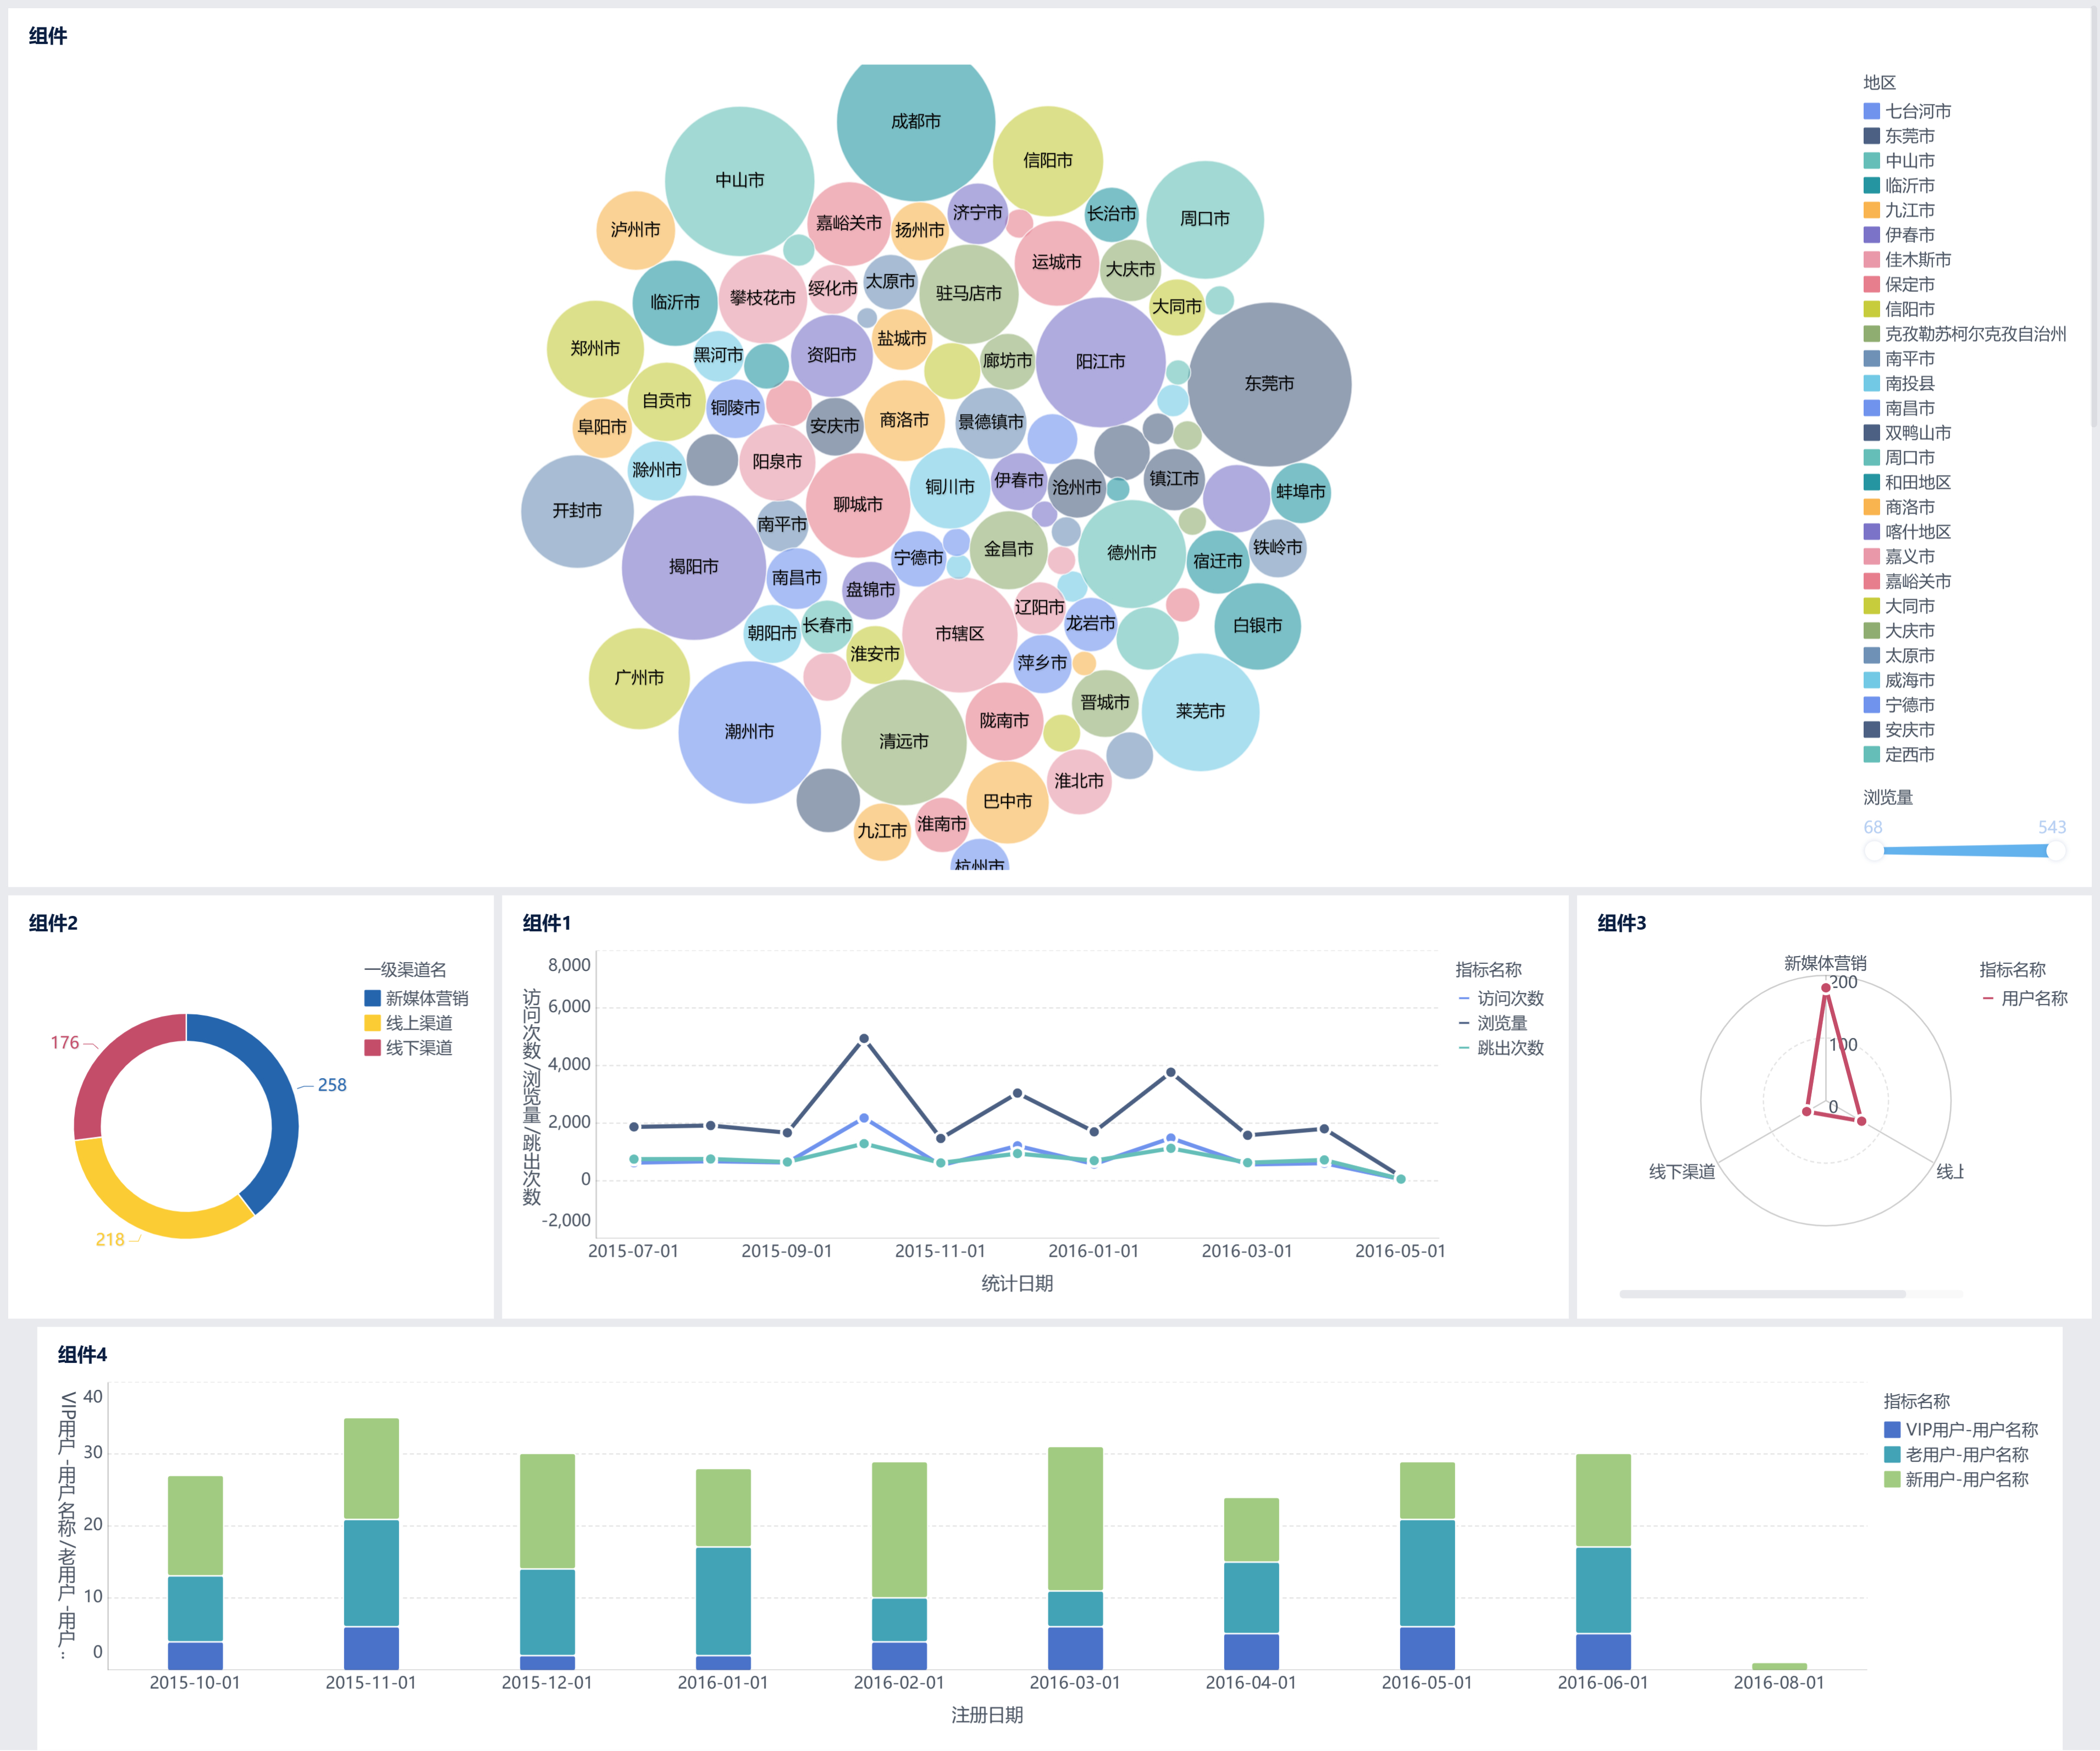 组件
成都市
信阳市
中山市
周口市
嘉峪关市
扬州市
济宁市
长治市
泸州市
运城市
大庆市
临沂市
攀枝花市
绥化市
太原市
驻马店市
大同市
郑州市
黑河市
资阳市
盐城市
廊坊市
阳江市
东莞市
自贡市
铜陵市
阜阳市
安庆市
商洛市
景德镇市
滁州市
阳泉市
聊城市
铜川市
伊春市
沧州市
镇江市
蚌埠市
开封市
南平市
揭阳市
南昌市
宁德市
金昌市
德州市
宿迁市
铁岭市
盘锦市
朝阳市
长春市
市辖区
辽阳市
龙岩市
白银市
广州市
淮安市
萍乡市
潮州市
清远市
陇南市
晋城市
莱芜市
巴中市
淮北市
九江市
淮南市
杭州市
地区
七台河市
东莞市
中山市
临沂市
九江市
伊春市
佳木斯市
保定市
信阳市
克孜勒苏柯尔克孜自治州
南平市
南投县
南昌市
双鸭山市
周口市
和田地区
商洛市
喀什地区
嘉义市
嘉峪关市
大同市
大庆市
太原市
威海市
宁德市
安庆市
定西市
浏览量
68 543
组件2
一级渠道名
新媒体营销
线上渠道
线下渠道
176
258
218
组件1
访问次数/浏览量/跳出次数
8,000
6,000
4,000
2,000
0
-2,000
2015-07-01 2015-09-01 2015-11-01 2016-01-01 2016-03-01 2016-05-01
统计日期
指标名称
访问次数
浏览量
跳出次数
组件3
新媒体营销
200
100
0
线下渠道
线上
指标名称
用户名称
组件4
VIP用户-用户名称/老用户-用户..
40
30
20
10
0
2015-10-01 2015-11-01 2015-12-01 2016-01-01 2016-02-01 2016-03-01 2016-04-01 2016-05-01 2016-06-01 2016-08-01
注册日期
指标名称
VIP用户-用户名称
老用户-用户名称
新用户-用户名称